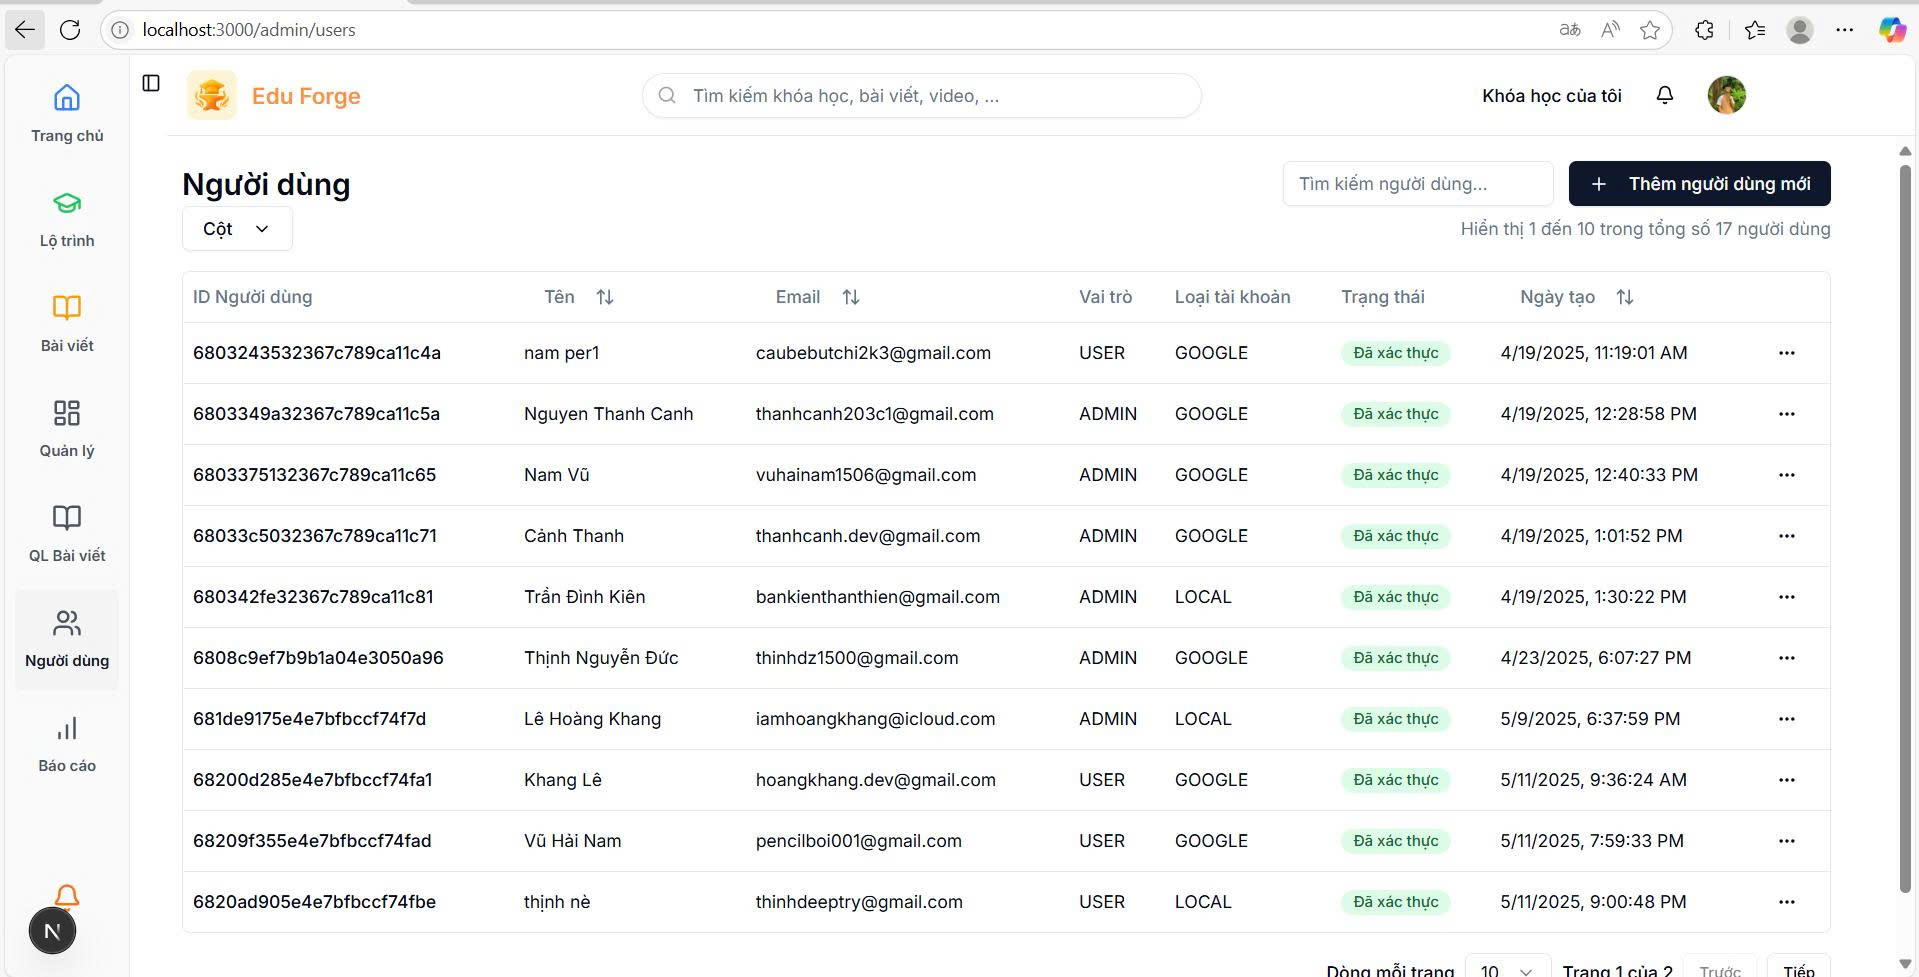 localhost:3000/admin/users
Edu Forge
Tìm kiếm khóa học, bài viết, video, ...
Khóa học của tôi
Trang chủ
Lộ trình
Bài viết
Quản lý
QL Bài viết
Người dùng
Báo cáo
N
Người dùng
Tìm kiếm người dùng...
+ Thêm người dùng mới
Cột
Hiển thị 1 đến 10 trong tổng số 17 người dùng
ID Người dùng Tên Email Vai trò Loại tài khoản Trạng thái Ngày tạo
6803243532367c789ca11c4a nam per1 caubebutchi2k3@gmail.com USER GOOGLE Đã xác thực 4/19/2025, 11:19:01 AM
6803349a32367c789ca11c5a Nguyen Thanh Canh thanhcanh203c1@gmail.com ADMIN GOOGLE Đã xác thực 4/19/2025, 12:28:58 PM
6803375132367c789ca11c65 Nam Vũ vuhainam1506@gmail.com ADMIN GOOGLE Đã xác thực 4/19/2025, 12:40:33 PM
68033c5032367c789ca11c71 Cảnh Thanh thanhcanh.dev@gmail.com ADMIN GOOGLE Đã xác thực 4/19/2025, 1:01:52 PM
680342fe32367c789ca11c81 Trần Đình Kiên bankienthanthien@gmail.com ADMIN LOCAL Đã xác thực 4/19/2025, 1:30:22 PM
6808c9ef7b9b1a04e3050a96 Thịnh Nguyễn Đức thinhdz1500@gmail.com ADMIN GOOGLE Đã xác thực 4/23/2025, 6:07:27 PM
681de9175e4e7bfbccf74f7d Lê Hoàng Khang iamhoangkhang@icloud.com ADMIN LOCAL Đã xác thực 5/9/2025, 6:37:59 PM
68200d285e4e7bfbccf74fa1 Khang Lê hoangkhang.dev@gmail.com USER GOOGLE Đã xác thực 5/11/2025, 9:36:24 AM
68209f355e4e7bfbccf74fad Vũ Hải Nam pencilboi001@gmail.com USER GOOGLE Đã xác thực 5/11/2025, 7:59:33 PM
6820ad905e4e7bfbccf74fbe thịnh nè thinhdeeptry@gmail.com USER LOCAL Đã xác thực 5/11/2025, 9:00:48 PM
Dòng mỗi trang 10 Trang 1 của 2 Trước Tiếp